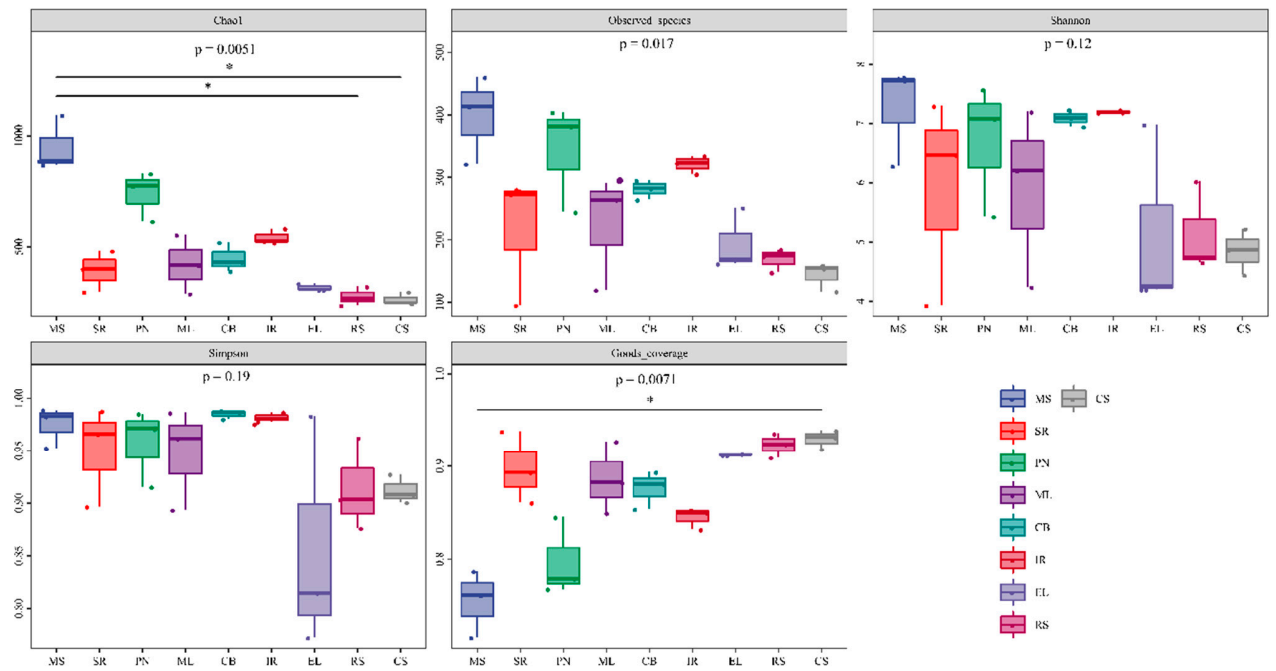 Chao1
p = 0.0051
*
*
1000
500
MS SR PN ML CB IR EL RS CS
Observed_species
p = 0.017
500
400
300
200
100
MS SR PN ML CB IR EL RS CS
Shannon
p = 0.12
8
7
6
5
4
MS SR PN ML CB IR EL RS CS
Simpson
p = 0.19
1.00
0.95
0.90
0.85
0.80
MS SR PN ML CB IR EL RS CS
Goods_coverage
p = 0.0071
*
1.0
0.9
0.8
MS SR PN ML CB IR EL RS CS
MS CS
SR
PN
ML
CB
IR
EL
RS